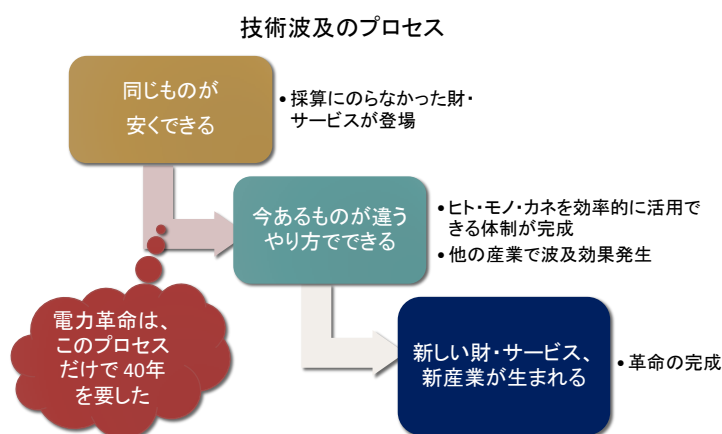 技術波及のプロセス
同じものが
安くできる
•採算にのらなかった財・
サービスが登場
今あるものが違う
やり方でできる
•ヒト・モノ・カネを効率的に活用で
きる体制が完成
•他の産業で波及効果発生
電力革命は、
このプロセス
だけで 40年
を要した
新しい財・サービス、
新産業が生まれる
•革命の完成